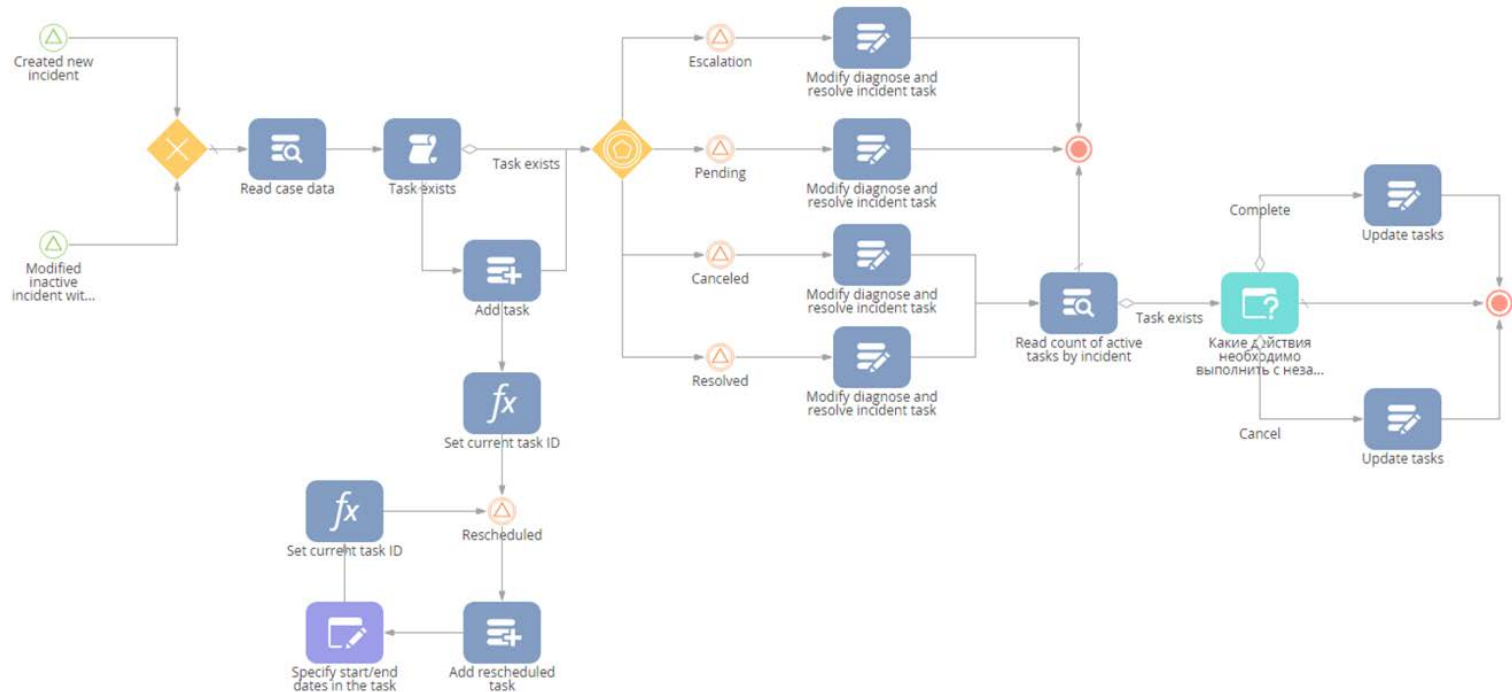 Created new
incident
Modified
inactive
incident wit...
Read case data
Task exists
Task exists
Add task
Set current task ID
Rescheduled
Set current task ID
Specify start/end
dates in the task
Add rescheduled
task
Escalation
Modify diagnose and
resolve incident task
Pending
Modify diagnose and
resolve incident task
Canceled
Modify diagnose and
resolve incident task
Resolved
Modify diagnose and
resolve incident task
Read count of active
tasks by incident
Task exists
Какие действия
необходимо
выполнить с неза...
Complete
Update tasks
Cancel
Update tasks